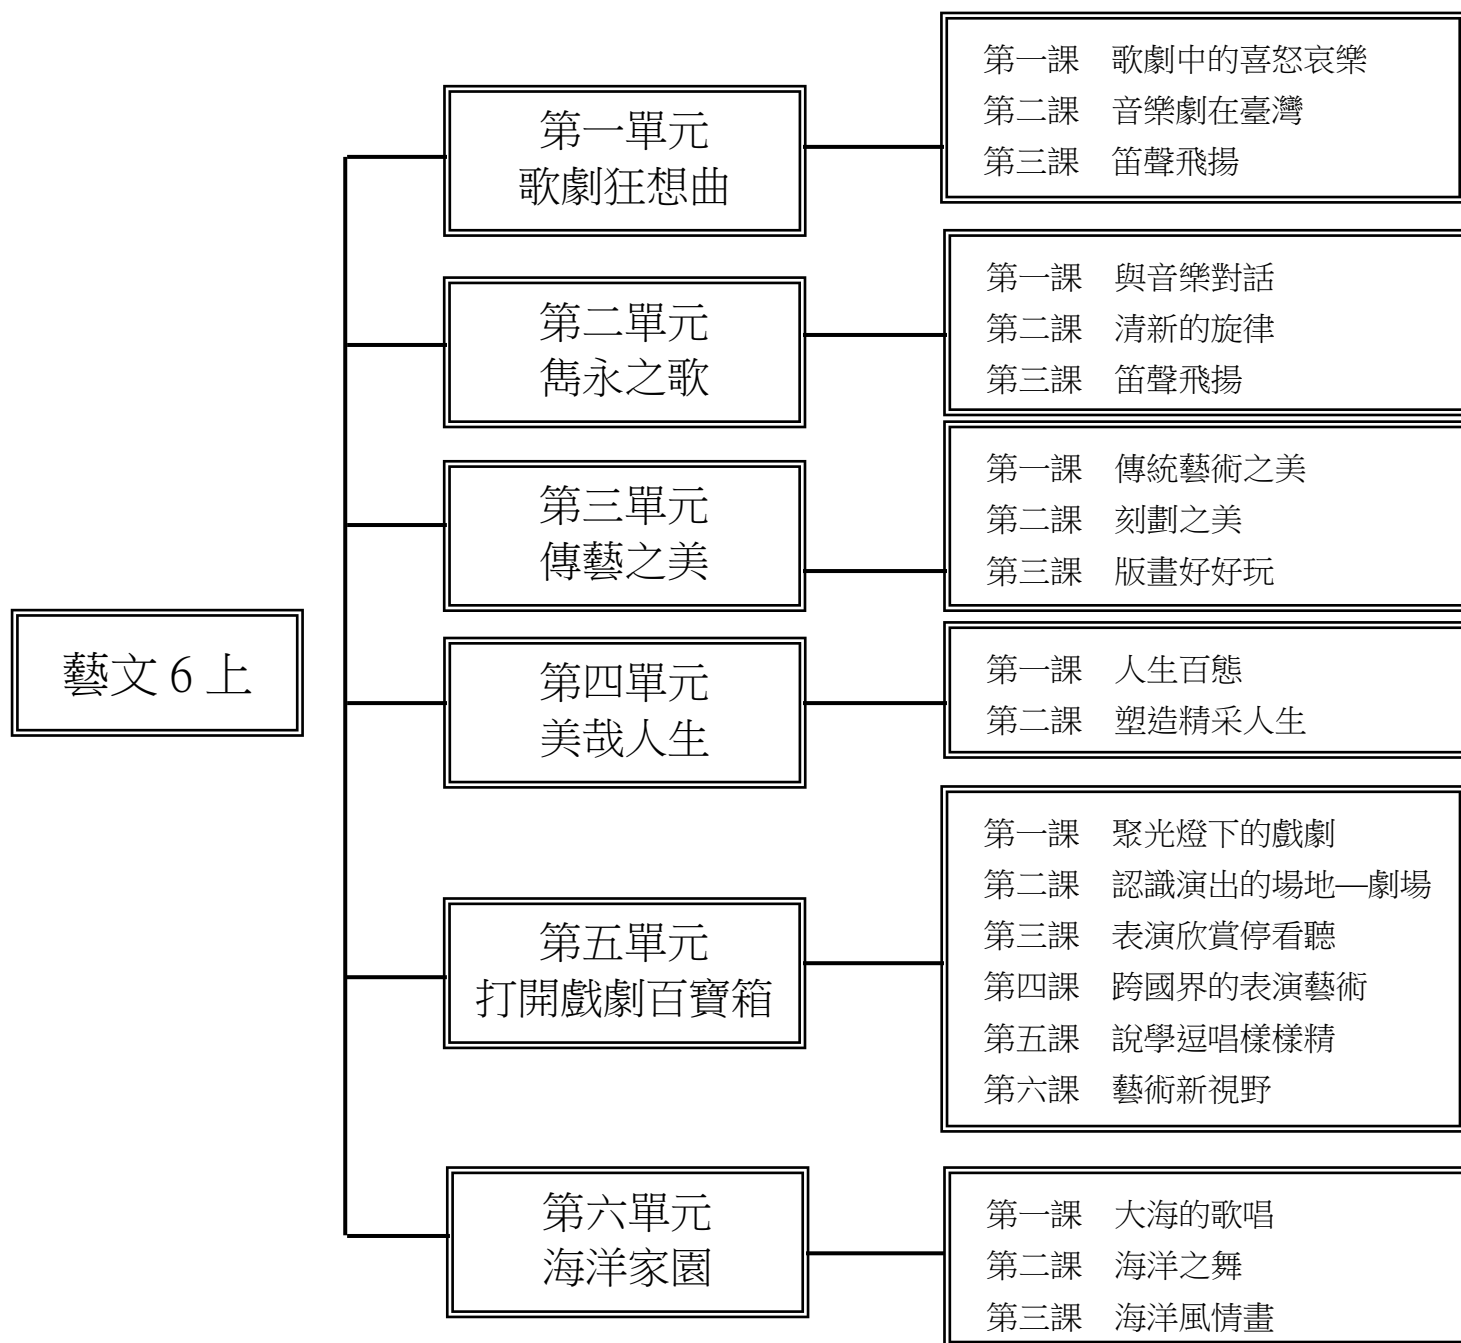 藝文6上
第一單元
歌劇狂想曲
第一課　歌劇中的喜怒哀樂
第二課　音樂劇在臺灣
第三課　笛聲飛揚
第二單元
雋永之歌
第一課　與音樂對話
第二課　清新的旋律
第三課　笛聲飛揚
第三單元
傳藝之美
第一課　傳統藝術之美
第二課　刻劃之美
第三課　版畫好好玩
第四單元
美哉人生
第一課　人生百態
第二課　塑造精采人生
第五單元
打開戲劇百寶箱
第一課　聚光燈下的戲劇
第二課　認識演出的場地—劇場
第三課　表演欣賞停看聽
第四課　跨國界的表演藝術
第五課　說學逗唱樣樣精
第六課　藝術新視野
第六單元
海洋家園
第一課　大海的歌唱
第二課　海洋之舞
第三課　海洋風情畫